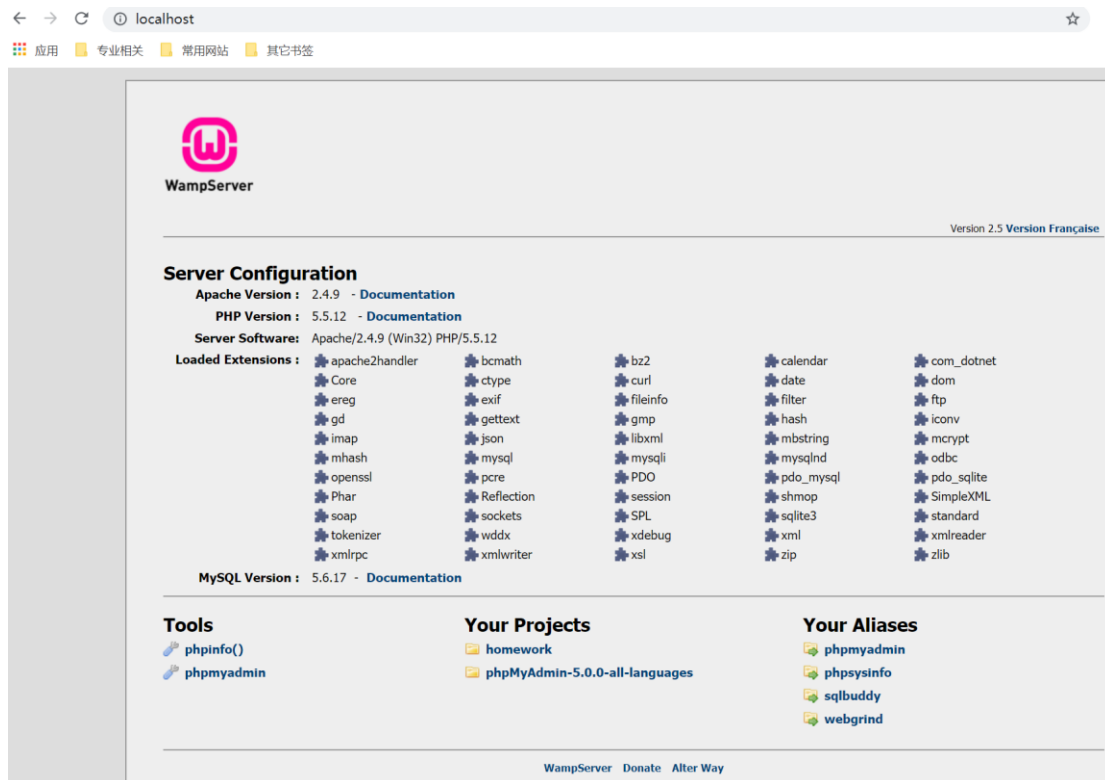 localhost
应用 专业相关 常用网站 其它书签
WampServer
Version 2.5 Version Française
Server Configuration
Apache Version : 2.4.9 - Documentation
PHP Version : 5.5.12 - Documentation
Server Software: Apache/2.4.9 (Win32) PHP/5.5.12
Loaded Extensions : apache2handler bcmath bz2 calendar com_dotnet
Core ctype curl date dom
ereg exif fileinfo filter ftp
gd gettext gmp hash iconv
imap json libxml mbstring mcrypt
mhash mysql mysqli mysqlnd odbc
openssl pcre PDO pdo_mysql pdo_sqlite
Phar Reflection session shmop SimpleXML
soap sockets SPL sqlite3 standard
tokenizer wddx xdebug xml xmlreader
xmlrpc xmlwriter xsl zip zlib
MySQL Version : 5.6.17 - Documentation
Tools Your Projects Your Aliases
phpinfo() homework phpmyadmin
phpmyadmin phpMyAdmin-5.0.0-all-languages phpsysinfo
sqlbuddy
webgrind
WampServer Donate Alter Way